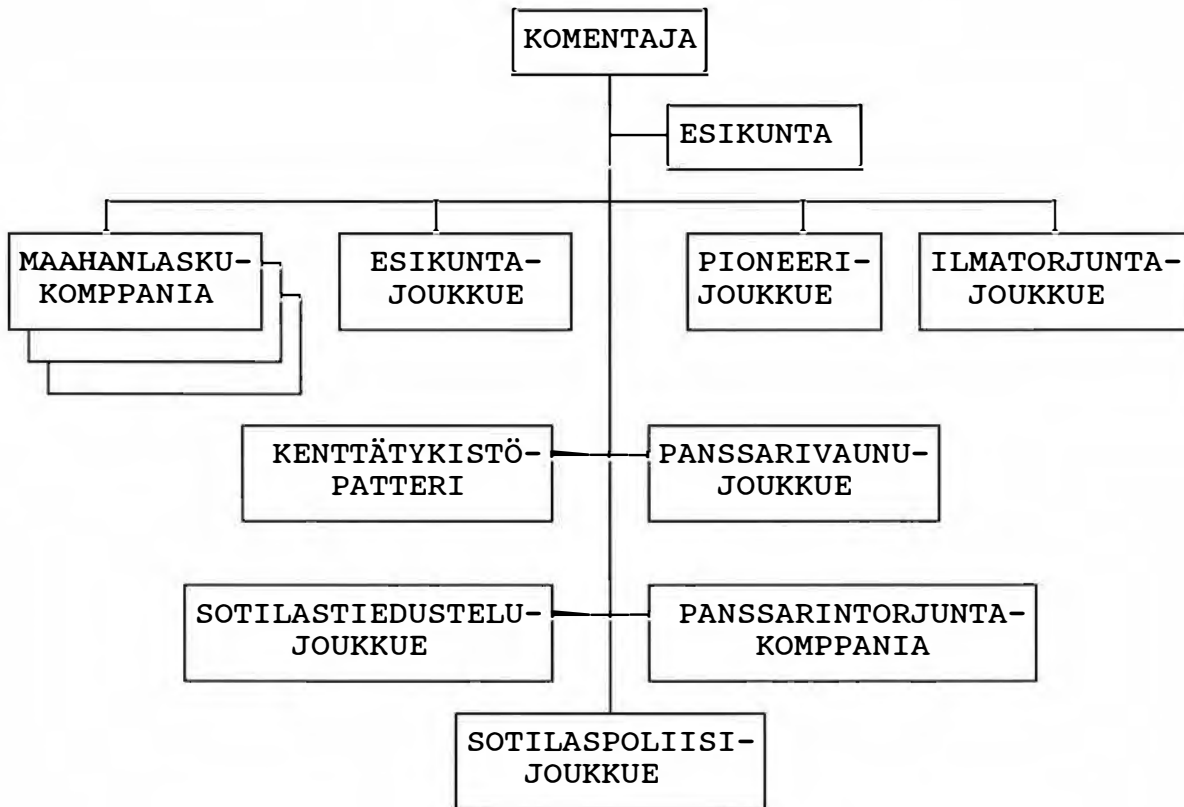 KOMENTAJA
ESIKUNTA
MAAHANLASKU-
KOMPPANIA
ESIKUNTA-
JOUKKUE
PIONEERI-
JOUKKUE
ILMATORJUNTA-
JOUKKUE
KENTTÄTYKISTÖ-
PATTERI
PANSSARIVAUNU-
JOUKKUE
SOTILASTIEDUSTELU-
JOUKKUE
PANSSARINTORJUNTA-
KOMPPANIA
SOTILASPOLIISI-
JOUKKUE